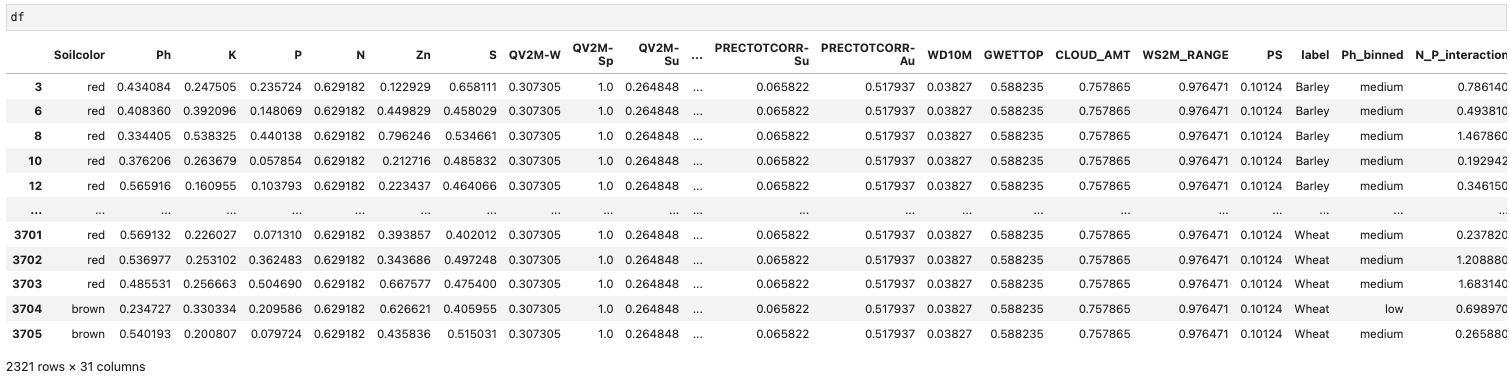 df
Soilcolor Ph K P N Zn S QV2M-W QV2M-Sp QV2M-Su ... PRECTOTCORR-Su PRECTOTCORR-Au WD10M GWETTOP CLOUD_AMT WS2M_RANGE PS label Ph_binned N_P_interaction
3 red 0.434084 0.247505 0.235724 0.629182 0.122929 0.658111 0.307305 1.0 0.264848 ... 0.065822 0.517937 0.03827 0.588235 0.757865 0.976471 0.10124 Barley medium 0.786140
6 red 0.408360 0.392096 0.148069 0.629182 0.449829 0.458029 0.307305 1.0 0.264848 ... 0.065822 0.517937 0.03827 0.588235 0.757865 0.976471 0.10124 Barley medium 0.493810
8 red 0.334405 0.538325 0.440138 0.629182 0.796246 0.534661 0.307305 1.0 0.264848 ... 0.065822 0.517937 0.03827 0.588235 0.757865 0.976471 0.10124 Barley medium 1.467860
10 red 0.376206 0.263679 0.057854 0.629182 0.212716 0.485832 0.307305 1.0 0.264848 ... 0.065822 0.517937 0.03827 0.588235 0.757865 0.976471 0.10124 Barley medium 0.192942
12 red 0.565916 0.160955 0.103793 0.629182 0.223437 0.464066 0.307305 1.0 0.264848 ... 0.065822 0.517937 0.03827 0.588235 0.757865 0.976471 0.10124 Barley medium 0.346150
... ... ... ... ... ... ... ... ... ... ... ... ... ... ... ... ... ... ... ... ... ...
3701 red 0.569132 0.226027 0.071310 0.629182 0.393857 0.402012 0.307305 1.0 0.264848 ... 0.065822 0.517937 0.03827 0.588235 0.757865 0.976471 0.10124 Wheat medium 0.237820
3702 red 0.536977 0.253102 0.362483 0.629182 0.343686 0.497248 0.307305 1.0 0.264848 ... 0.065822 0.517937 0.03827 0.588235 0.757865 0.976471 0.10124 Wheat medium 1.208880
3703 red 0.485531 0.256663 0.504690 0.629182 0.667577 0.475400 0.307305 1.0 0.264848 ... 0.065822 0.517937 0.03827 0.588235 0.757865 0.976471 0.10124 Wheat medium 1.683140
3704 brown 0.234727 0.330334 0.209586 0.629182 0.626621 0.405955 0.307305 1.0 0.264848 ... 0.065822 0.517937 0.03827 0.588235 0.757865 0.976471 0.10124 Wheat low 0.698970
3705 brown 0.540193 0.200807 0.079724 0.629182 0.435836 0.515031 0.307305 1.0 0.264848 ... 0.065822 0.517937 0.03827 0.588235 0.757865 0.976471 0.10124 Wheat medium 0.265880
2321 rows × 31 columns